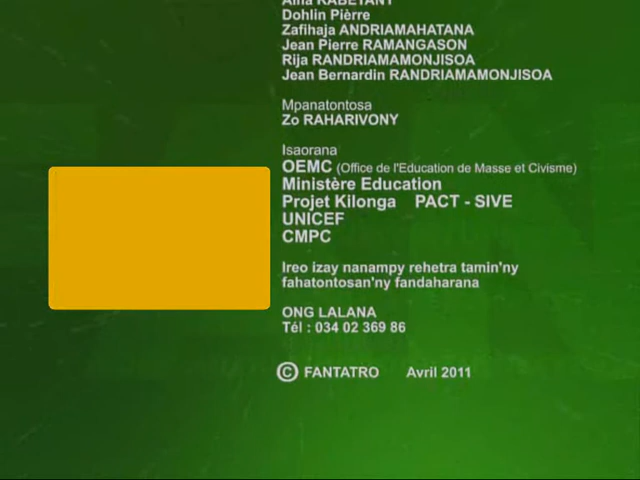 Dohlin Pièrre
Zafihaja ANDRIAMAHATANA
Jean Pierre RAMANGASON
Rija RANDRIAMAMONJISOA
Jean Bernardin RANDRIAMAMONJISOA
Mpanatontosa
Zo RAHARIVONY
Isaorana
OEMC (Office de l'Education de Masse et Civisme)
Ministère Education
Projet Kilonga PACT - SIVE
UNICEF
CMPC
Ireo izay nanampy rehetra tamin'ny
fahatontosan'ny fandaharana
ONG LALANA
Tél : 034 02 369 86
© FANTATRO Avril 2011